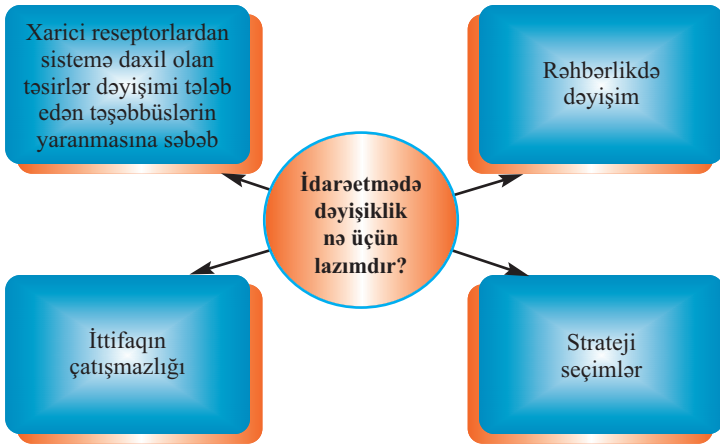 Xarici reseptorlardan
sistemə daxil olan
təsirlər dəyişimi tələb
edən təşəbbüslərin
yaranmasına səbəb
Rəhbərlikdə
dəyişim
İdarəetmədə
dəyişiklik
nə üçün
lazımdır?
İttifaqın
çatışmazlığı
Strateji
seçimlər